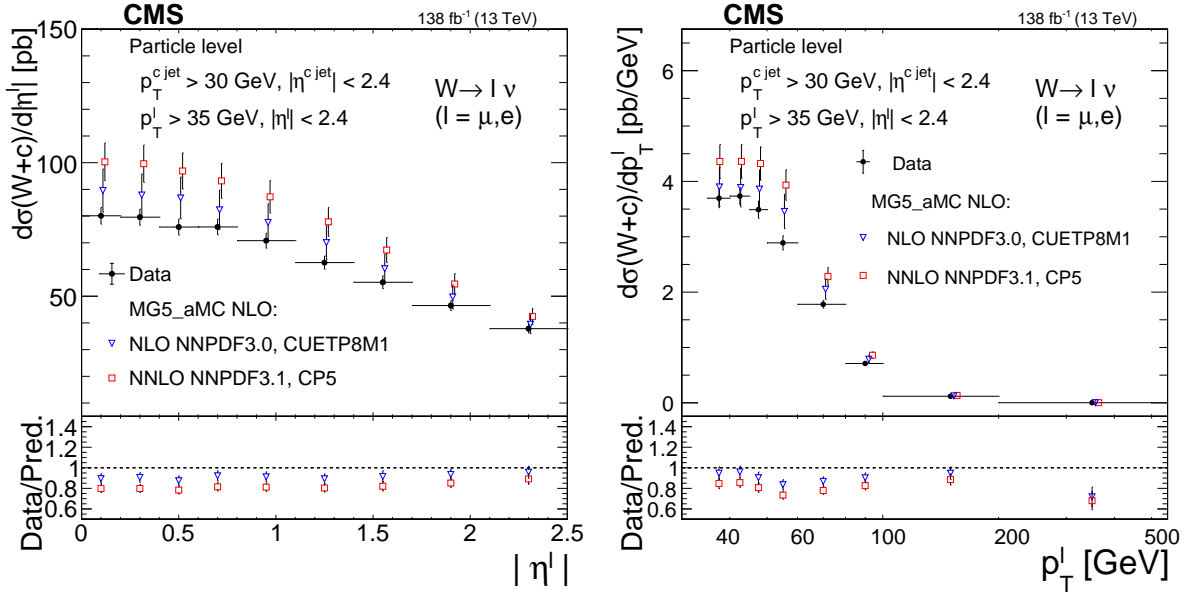 CMS
138 fb⁻¹ (13 TeV)
dσ(W+c)/d|ηˡ| [pb]
150
100
50
Particle level
p_T^{c jet} > 30 GeV, |η^{c jet}| < 2.4
p_T^l > 35 GeV, |η^l| < 2.4
W→ l ν
(l = μ,e)
Data
MG5_aMC NLO:
NLO NNPDF3.0, CUETP8M1
NNLO NNPDF3.1, CP5
Data/Pred.
1.4
1.2
1
0.8
0.6
0 0.5 1 1.5 2 2.5
| η^l |
CMS
138 fb⁻¹ (13 TeV)
dσ(W+c)/dp_T^l [pb/GeV]
6
4
2
0
Particle level
p_T^{c jet} > 30 GeV, |η^{c jet}| < 2.4
p_T^l > 35 GeV, |η^l| < 2.4
W→ l ν
(l = μ,e)
Data
MG5_aMC NLO:
NLO NNPDF3.0, CUETP8M1
NNLO NNPDF3.1, CP5
Data/Pred.
1.4
1.2
1
0.8
0.6
40 60 100 200 500
p_T^l [GeV]